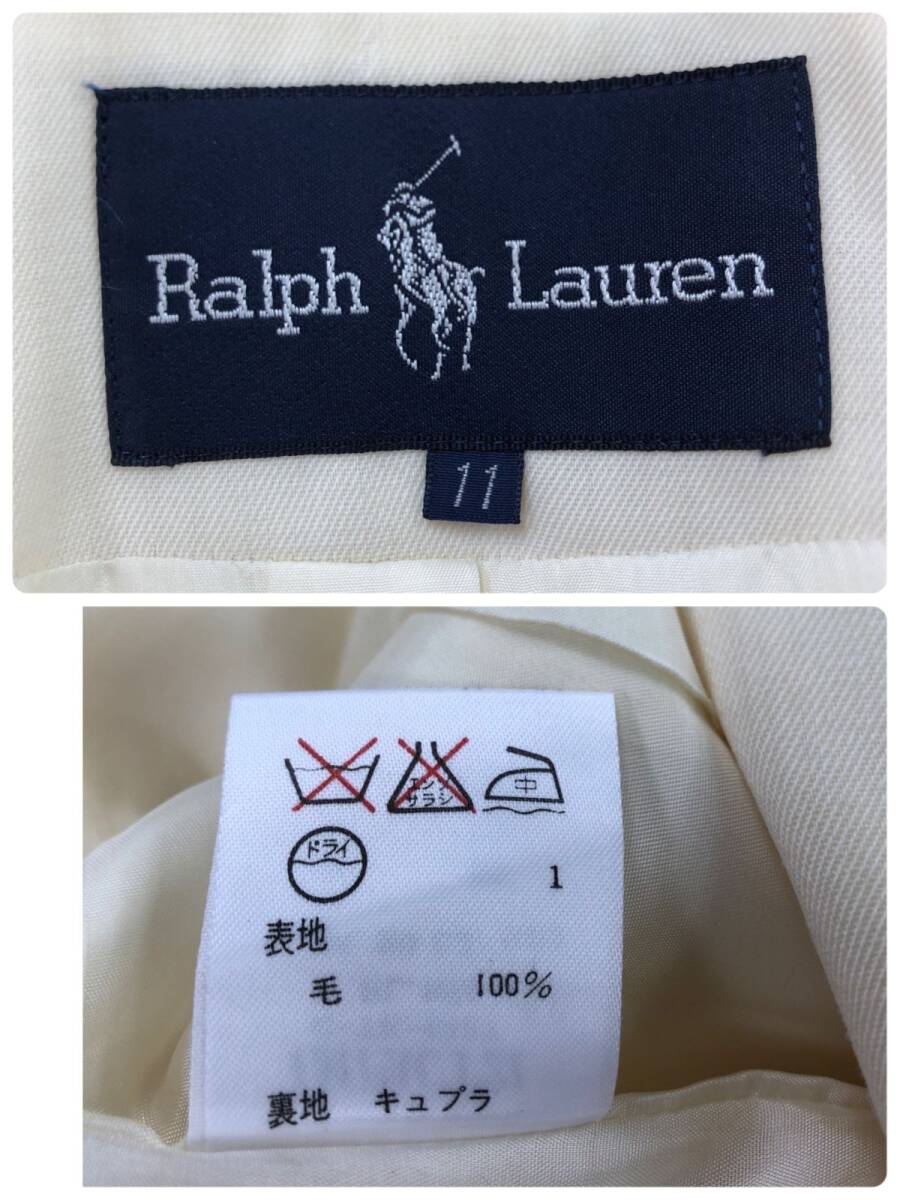 Ralph Lauren
11
エンソ
サラシ
中
ドライ
1
表地
毛 100%
裏地 キュプラ